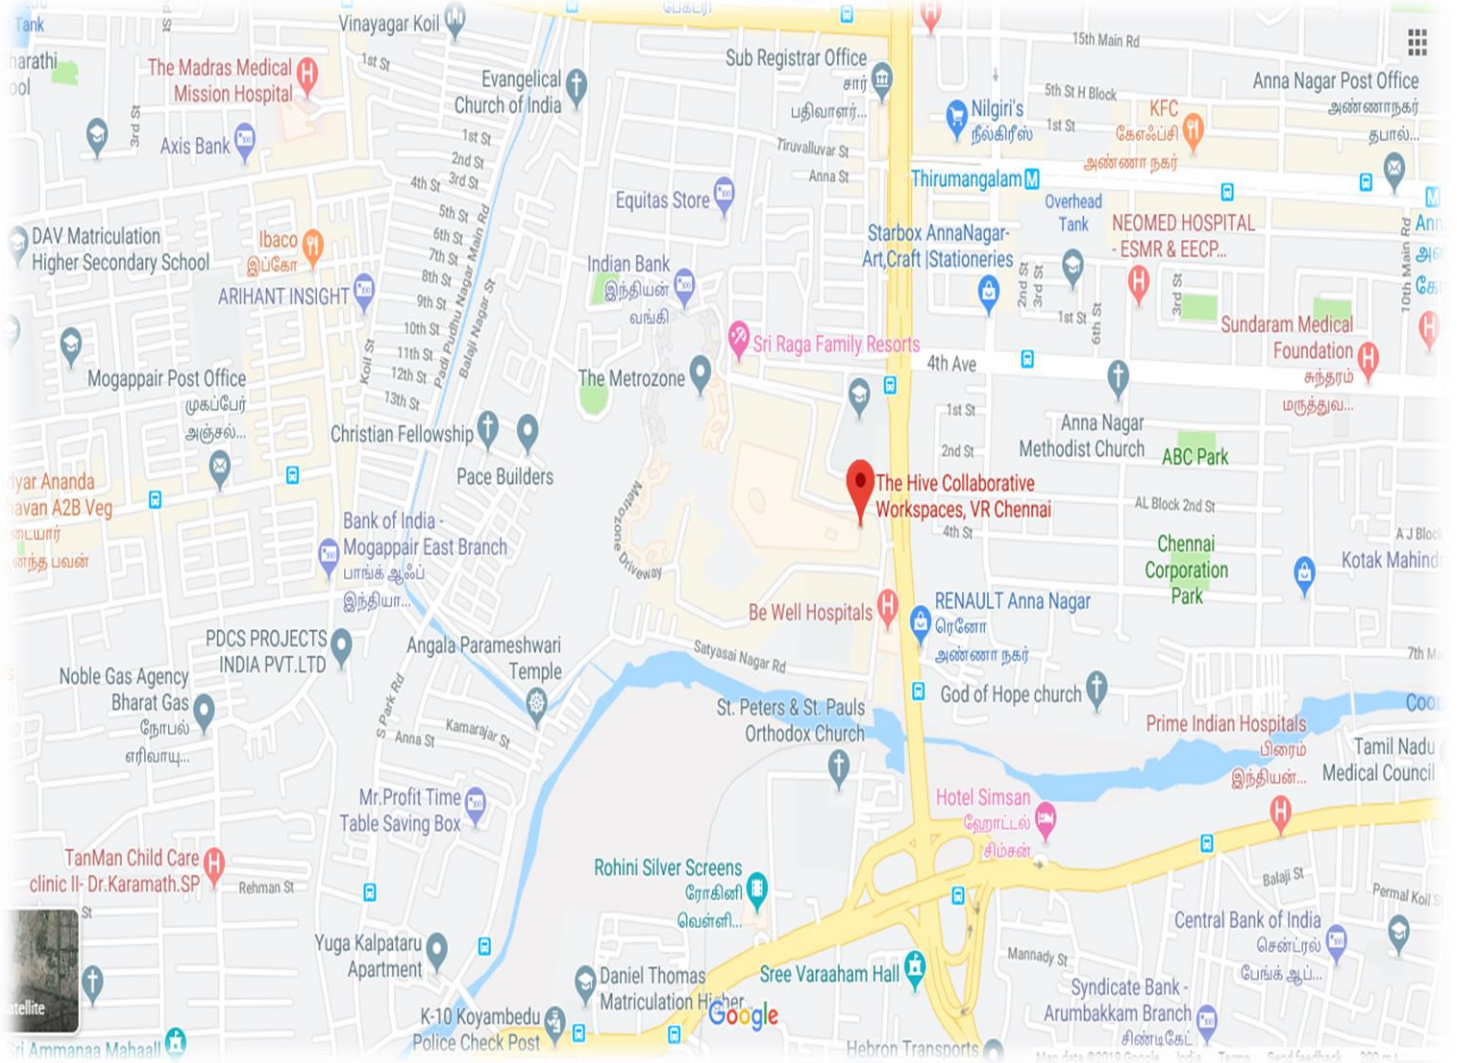 Tank
harathi
ool
Vinayagar Koil
1st St
The Madras Medical
Mission Hospital
3rd St
Axis Bank
Evangelical
Church of India
1st St
2nd St
3rd St
4th St
5th St
6th St
7th St
8th St
9th St
10th St
11th St
12th St
13th St
Koil St
Padi Pudhu Nagar Main Rd
Balaji Nagar St
Sub Registrar Office
சார்
பதிவாளர்...
Tiruvalluvar St
Anna St
Equitas Store
Indian Bank
இந்தியன்
வங்கி
Sri Raga Family Resorts
The Metrozone
Metrozone Driveway
15th Main Rd
5th St H Block
1st St
Nilgiri's
நீல்கிரீஸ்
KFC
கேஎஃப்சி
அண்ணா நகர்
Anna Nagar Post Office
அண்ணாநகர்
தபால்...
Thirumangalam
M
Overhead
Tank
NEOMED HOSPITAL
- ESMR & EECP...
Starbox AnnaNagar-
Art,Craft |Stationeries
2nd St
3rd St
1st St
6th St
3rd St
10th Main Rd
Sundaram Medical
Foundation
சுந்தரம்
மருத்துவ...
4th Ave
1st St
2nd St
4th St
Anna Nagar
Methodist Church
ABC Park
AL Block 2nd St
Chennai
Corporation
Park
A J Bloc
Kotak Mahind
DAV Matriculation
Higher Secondary School
Ibaco
இப்கோ
ARIHANT INSIGHT
Mogappair Post Office
முகப்பேர்
அஞ்சல்...
Christian Fellowship
Pace Builders
dyar Ananda
havan A2B Veg
டையார்
னந்த பவன்
Bank of India -
Mogappair East Branch
பாங்க் ஆஃப்
இந்தியா...
The Hive Collaborative
Workspaces, VR Chennai
Be Well Hospitals
RENAULT Anna Nagar
ரெனோ
அண்ணா நகர்
PDCS PROJECTS
INDIA PVT.LTD
Angala Parameshwari
Temple
Noble Gas Agency
Bharat Gas
நோபல்
எரிவாயு...
S Park Rd
Anna St
Kamarajar St
Satyasai Nagar Rd
St. Peters & St. Pauls
Orthodox Church
God of Hope church
Prime Indian Hospitals
பிரைம்
இந்தியன்...
Tamil Nadu
Medical Council
Mr.Profit Time
Table Saving Box
Hotel Simsan
ஹோட்டல்
சிம்சன்
TanMan Child Care
clinic II- Dr.Karamath.SP
Rehman St
St
Rohini Silver Screens
ரோகினி
வெள்ளி...
Balaji St
Permal Koil S
Central Bank of India
சென்ட்ரல்
பேங்க் ஆப்...
Yuga Kalpataru
Apartment
Daniel Thomas
Matriculation Higher
Sree Varaaham Hall
Mannady St
Syndicate Bank -
Arumbakkam Branch
சிண்டிகேட்
K-10 Koyambedu
Police Check Post
Google
Hebron Transports
atellite
ri Ammanaa Mahaall